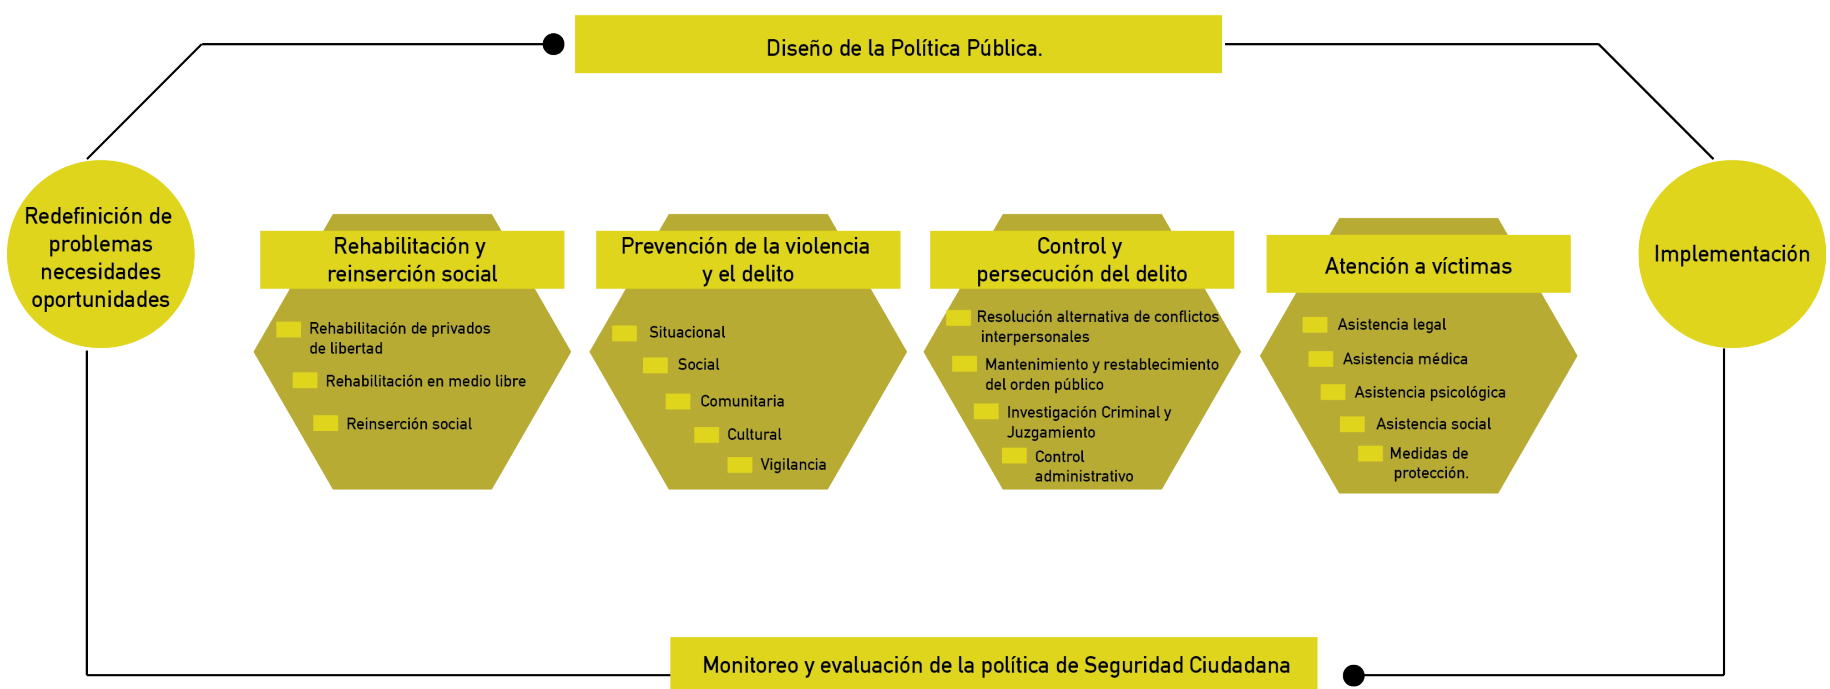 Diseño de la Política Pública.
Redefinición de
problemas
necesidades
oportunidades
Rehabilitación y
reinserción social
Rehabilitación de privados
de libertad
Rehabilitación en medio libre
Reinserción social
Prevención de la violencia
y el delito
Situacional
Social
Comunitaria
Cultural
Vigilancia
Control y
persecución del delito
Resolución alternativa de conflictos
interpersonales
Mantenimiento y restablecimiento
del orden público
Investigación Criminal y
Juzgamiento
Control
administrativo
Atención a víctimas
Asistencia legal
Asistencia médica
Asistencia psicológica
Asistencia social
Medidas de
protección.
Implementación
Monitoreo y evaluación de la política de Seguridad Ciudadana